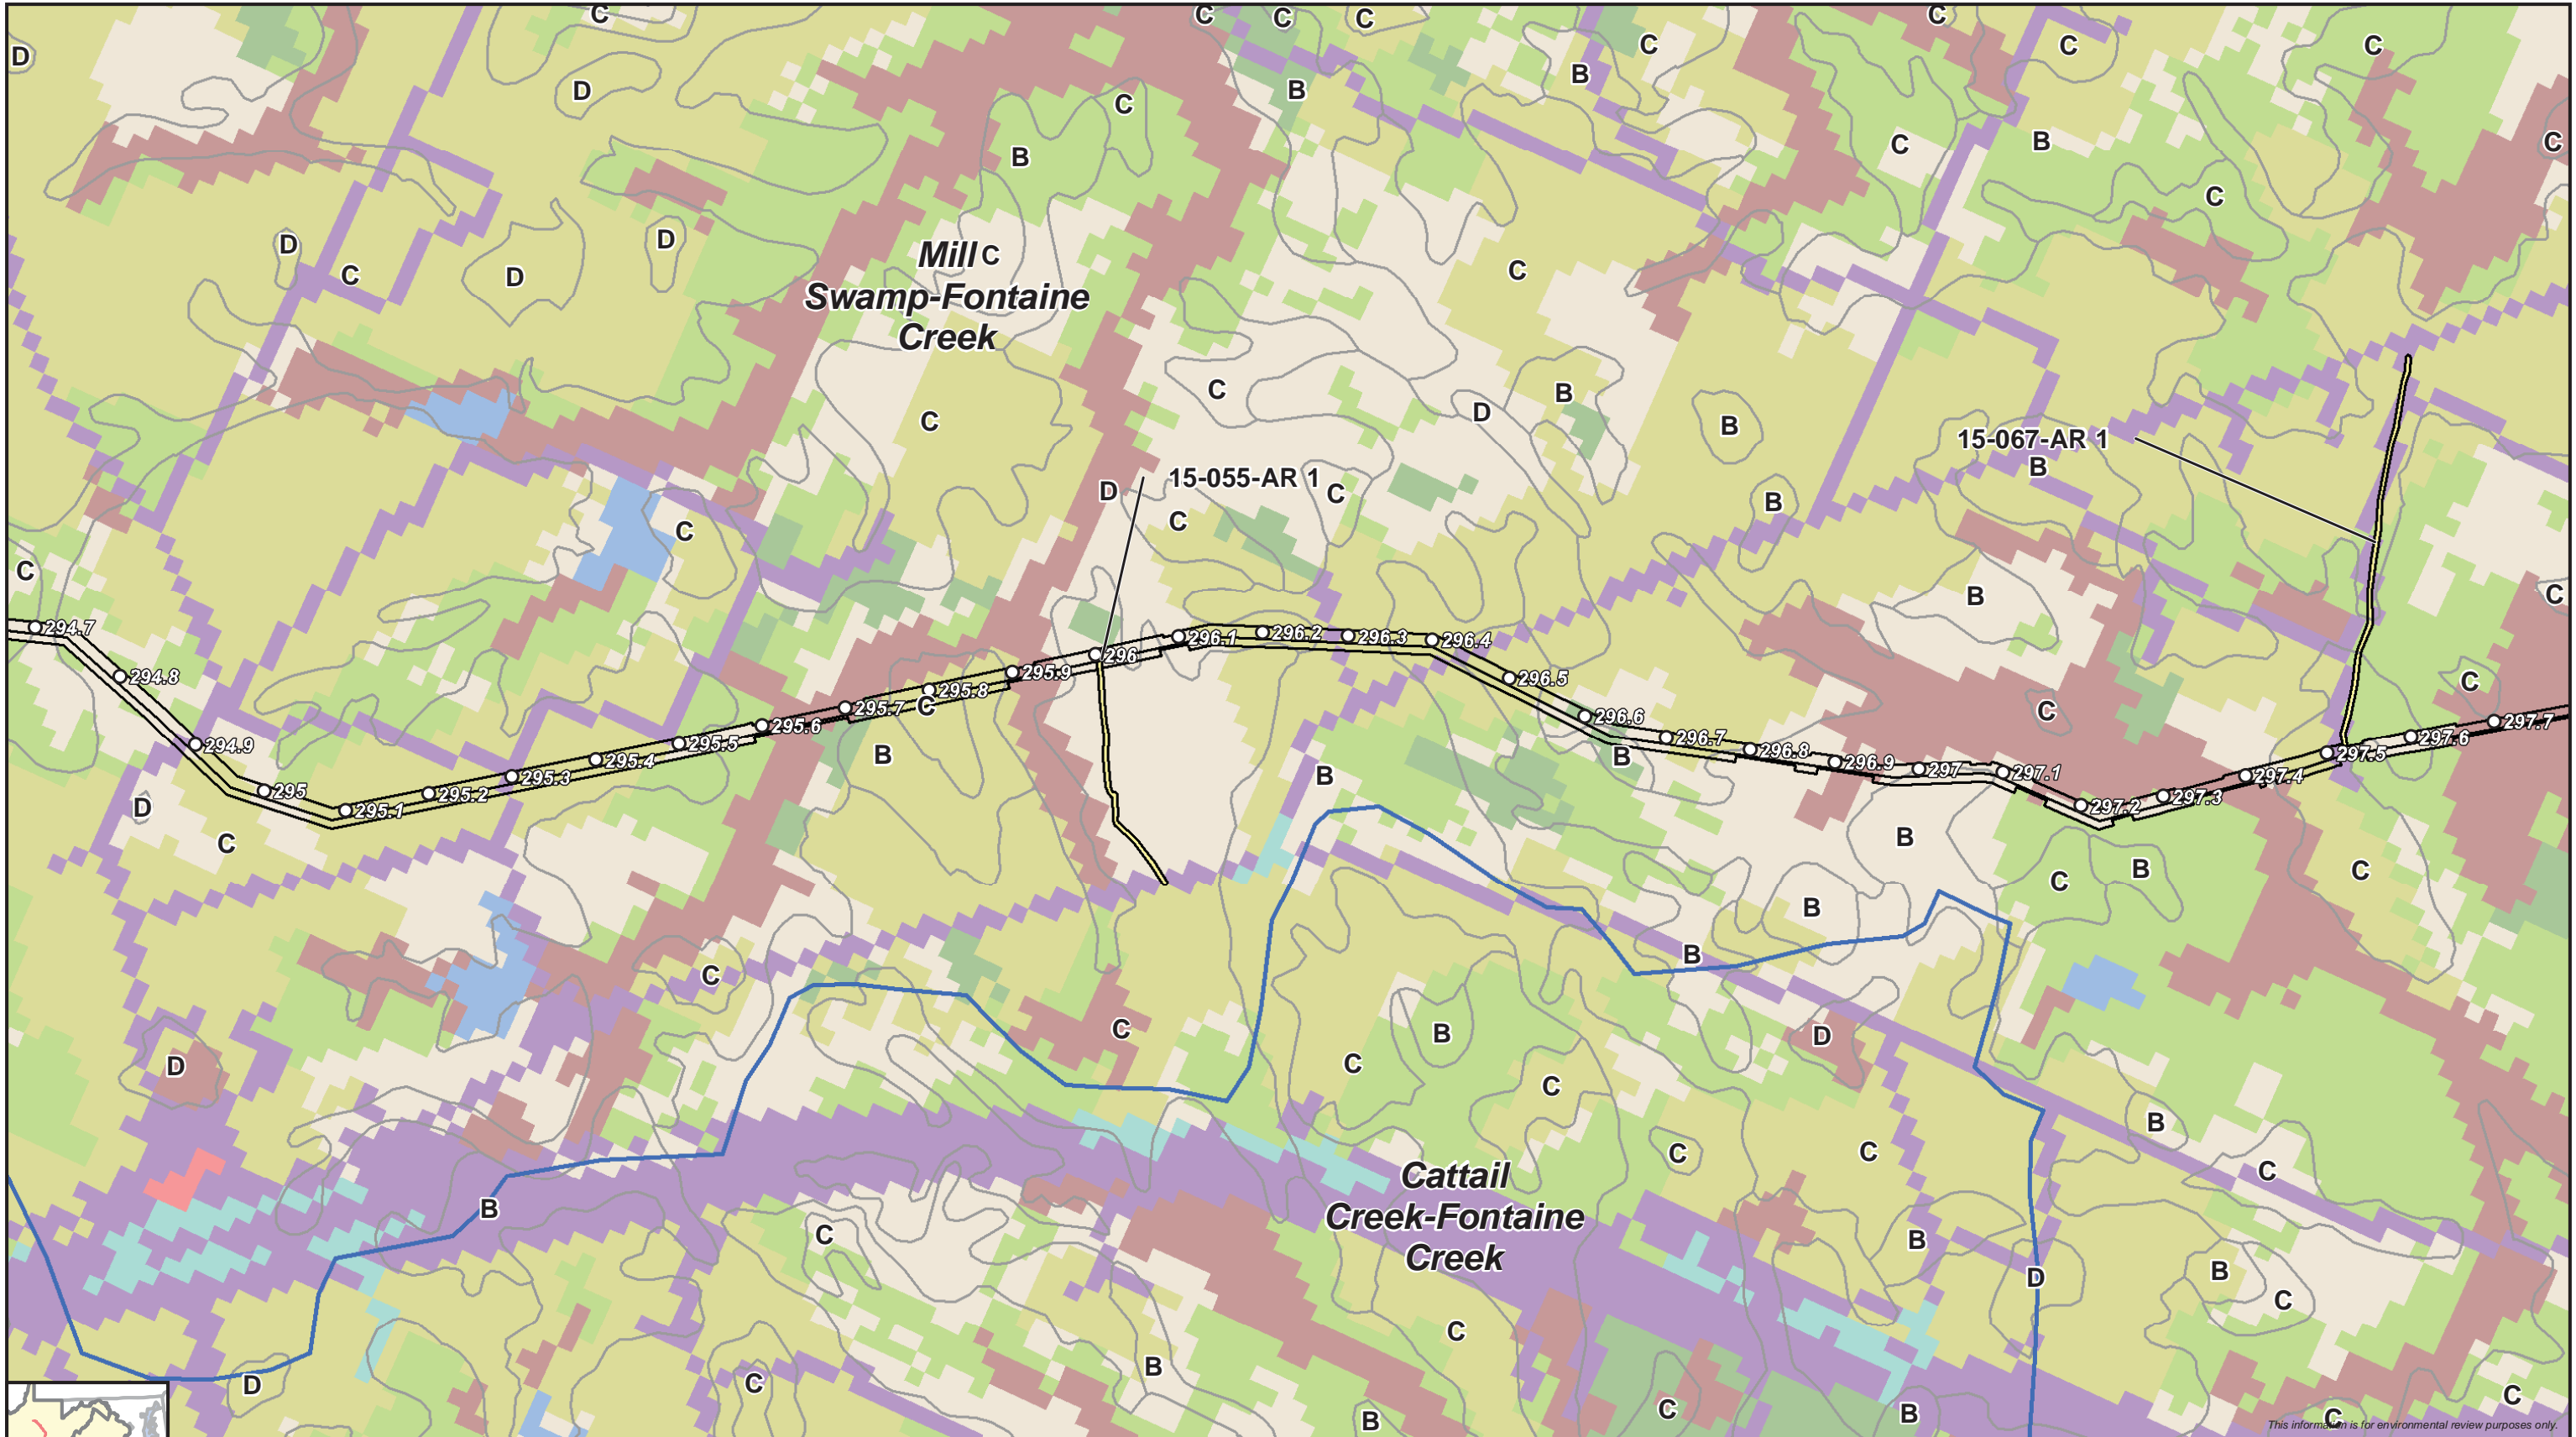 C
C
C
C
C
C
C
C
D
B
B
D
C
B
C
B
C
C
Mill C
Swamp-Fontaine
Creek
D
D
C
D
C
C
C
B
D
B
C
15-067-AR 1
B
15-055-AR 1
D
C
C
B
C
C
B
C
294.7
294.8
294.9
295
295.1
295.2
295.3
295.4
295.5
295.6
295.7
295.8
295.9
296
296.1
296.2
296.3
296.4
296.5
296.6
296.7
296.8
296.9
297
297.1
297.2
297.3
297.4
297.5
297.6
297.7
C
C
C
B
B
B
D
C
B
C
B
C
B
B
C
C
B
D
C
D
C
C
B
C
C
C
B
Cattail
Creek-Fontaine
Creek
C
B
C
B
D
B
C
C
D
C
B
B
C
B
C
C
This information is for environmental review purposes only.